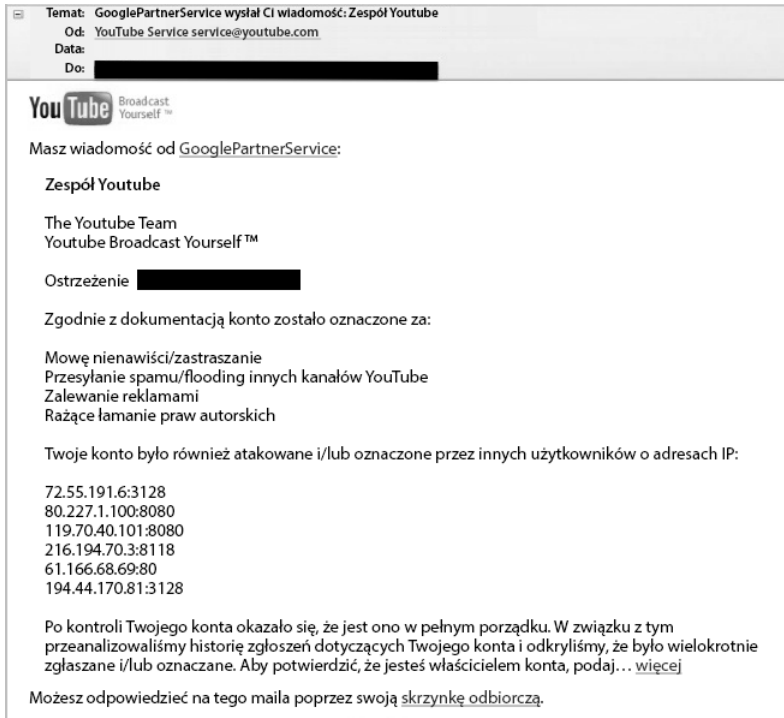 Temat: GooglePartnerService wysłał Ci wiadomość: Zespół Youtube
Od: YouTube Service service@youtube.com
Data:
Do:
YouTube Broadcast Yourself ™
Masz wiadomość od GooglePartnerService:
Zespół Youtube
The Youtube Team
Youtube Broadcast Yourself ™
Ostrzeżenie
Zgodnie z dokumentacją konto zostało oznaczone za:
Mowę nienawiści/zastraszanie
Przesyłanie spamu/flooding innych kanałów YouTube
Zalewanie reklamami
Rażące łamanie praw autorskich
Twoje konto było również atakowane i/lub oznaczone przez innych użytkowników o adresach IP:
72.55.191.6:3128
80.227.1.100:8080
119.70.40.101:8080
216.194.70.3:8118
61.166.68.69:80
194.44.170.81:3128
Po kontroli Twojego konta okazało się, że jest ono w pełnym porządku. W związku z tym
przeanalizowaliśmy historię zgłoszeń dotyczących Twojego konta i odkryliśmy, że było wielokrotnie
zgłaszane i/lub oznaczane. Aby potwierdzić, że jesteś właścicielem konta, podaj… więcej
Możesz odpowiedzieć na tego maila poprzez swoją skrzynkę odbiorczą.